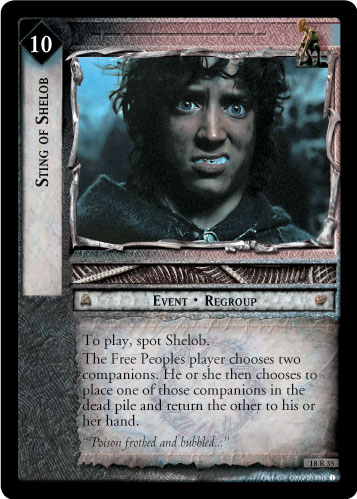 10
STING OF SHELOB
EVENT • REGROUP
To play, spot Shelob.
The Free Peoples player chooses two
companions. He or she then chooses to
place one of those companions in the
dead pile and return the other to his or
her hand.
"Poison frothed and bubbled..."
18 R 35